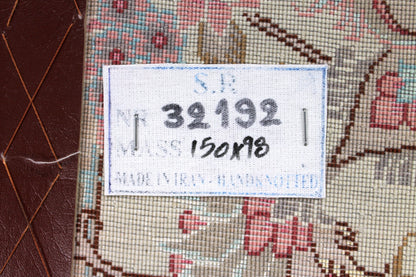 S.R
NR 32192
MASS 150x98
MADE IN IRAN - HANDKNOTTED